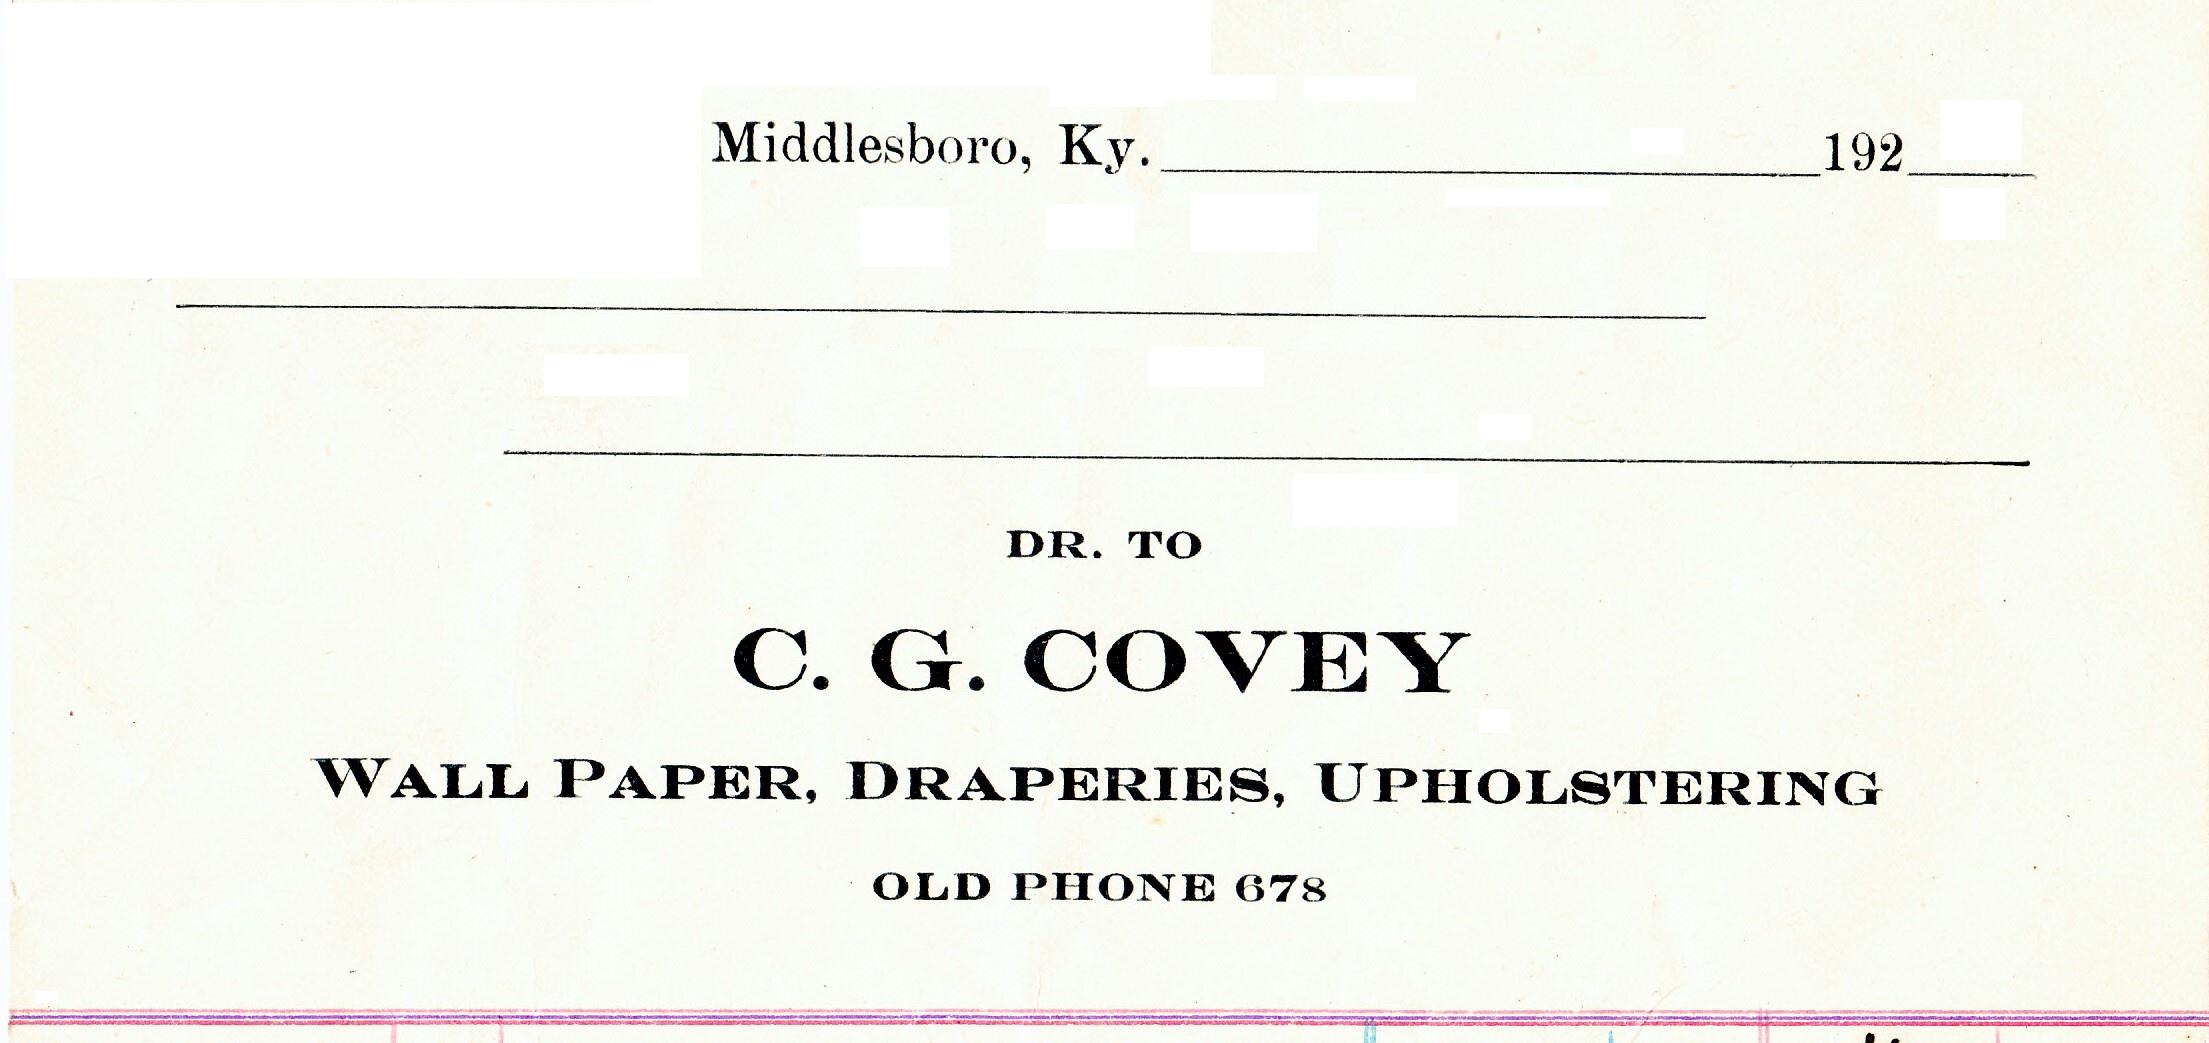 Middlesboro, Ky. 192
DR. TO
C. G. COVEY
WALL PAPER, DRAPERIES, UPHOLSTERING
OLD PHONE 678